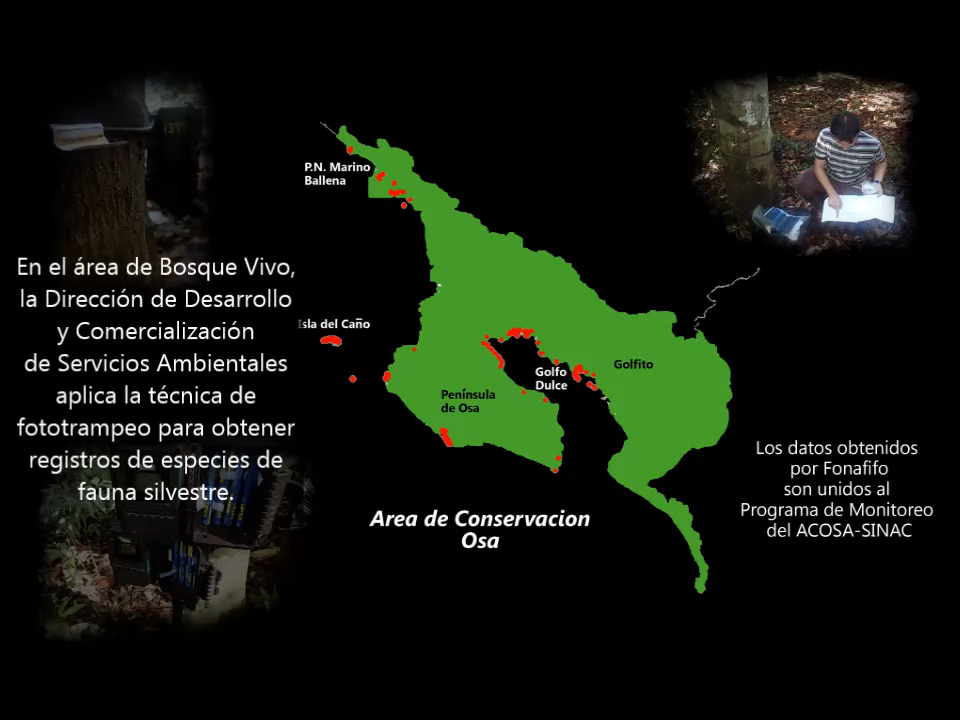 P.N. Marino
Ballena
En el área de Bosque Vivo,
la Dirección de Desarrollo
y Comercialización
de Servicios Ambientales
aplica la técnica de
fototrampeo para obtener
registros de especies de
fauna silvestre.
Isla del Caño
Golfo
Dulce
Golfito
Península
de Osa
Area de Conservacion
Osa
Los datos obtenidos
por Fonafifo
son unidos al
Programa de Monitoreo
del ACOSA-SINAC